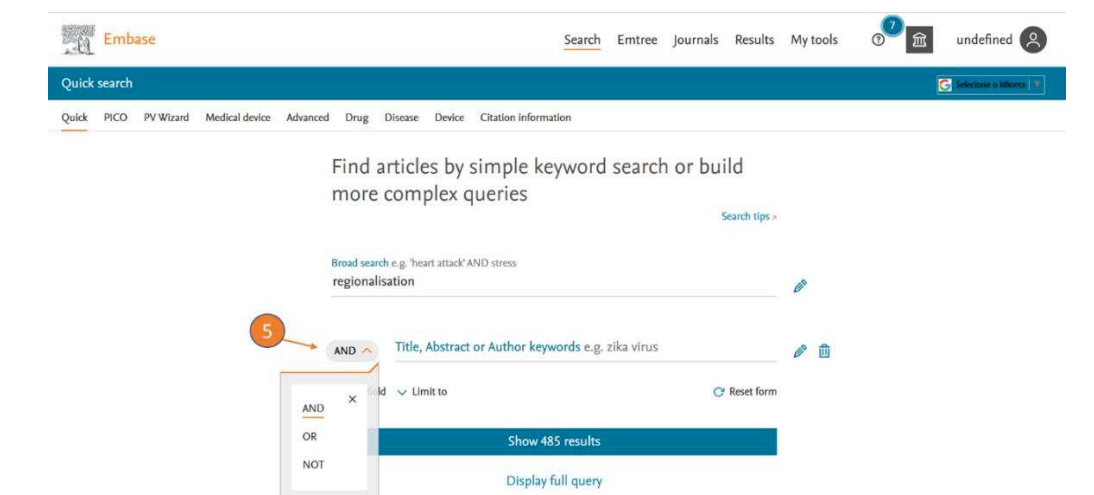 Embase
Search Emtree Journals Results My tools 7 undefined
Quick search
Selecione o idioma
Quick PICO PV Wizard Medical device Advanced Drug Disease Device Citation information
Find articles by simple keyword search or build
more complex queries
Search tips >
Broad search e.g. 'heart attack' AND stress
regionalisation
5
AND Title, Abstract or Author keywords e.g. zika virus
Limit to Reset form
AND ×
OR
NOT
Show 485 results
Display full query